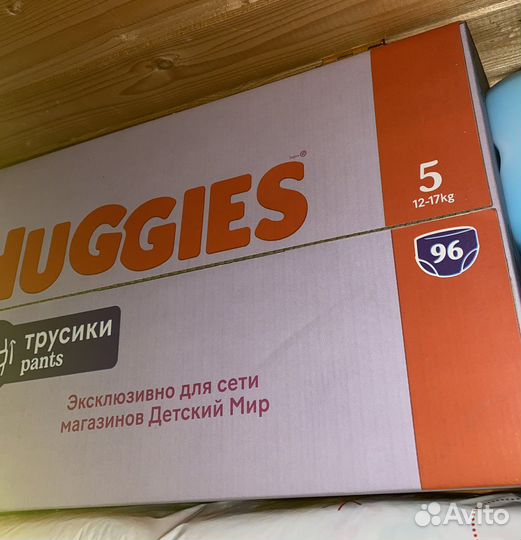 HUGGIES
5
12-17kg
96
трусики
pants
Эксклюзивно для сети
магазинов Детский Мир
Avito